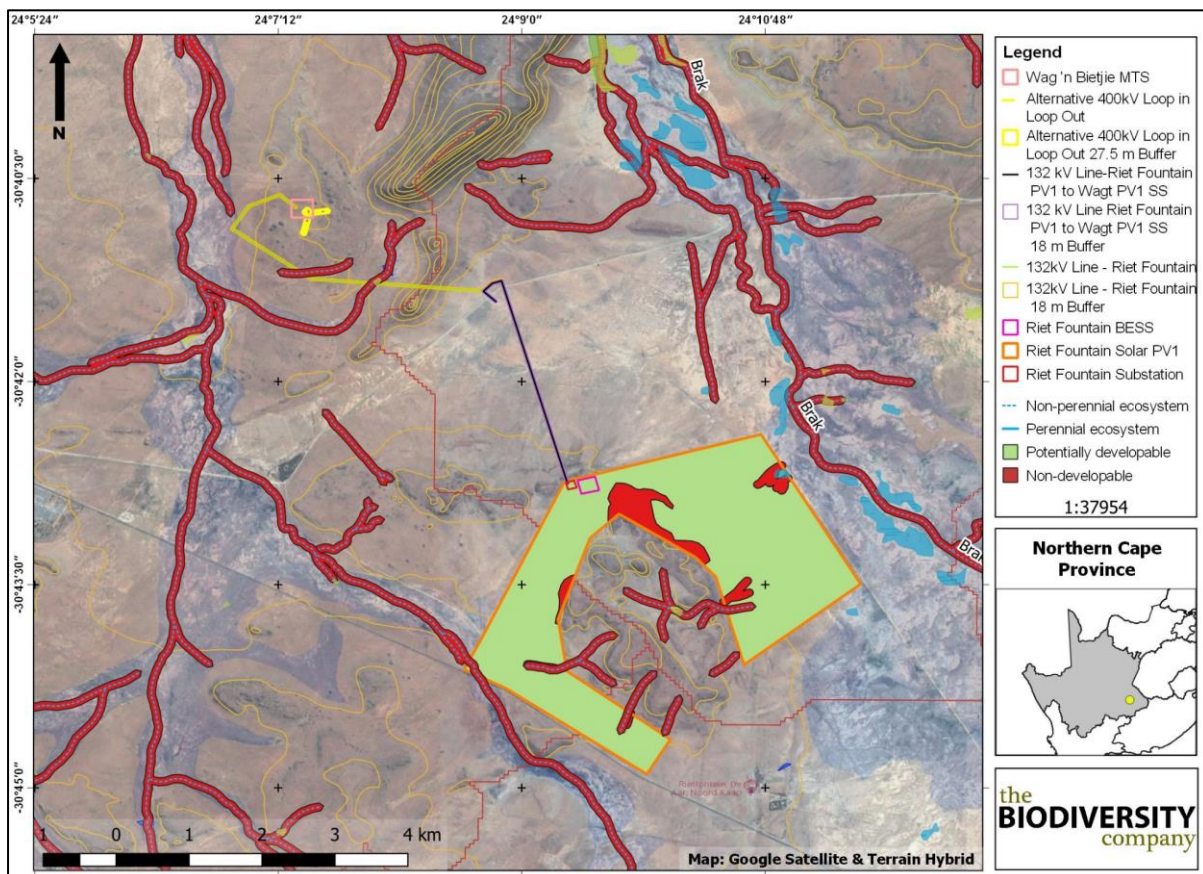 24°5'24"
24°7'12"
24°9'0"
24°10'48"
N
Brak
-30°40'30"
-30°42'0"
Brak
Brak
-30°43'30"
-30°45'0"
1 0 1 2 3 4 km
Map: Google Satellite & Terrain Hybrid
Legend
Wag 'n Bietjie MTS
Alternative 400kV Loop in
Loop Out
Alternative 400kV Loop in
Loop Out 27.5 m Buffer
132 kV Line-Riet Fountain
PV1 to Wagt PV1 SS
132 kV Line Riet Fountain
PV1 to Wagt PV1 SS
18 m Buffer
132kV Line - Riet Fountain
132kV Line - Riet Fountain
18 m Buffer
Riet Fountain BESS
Riet Fountain Solar PV1
Riet Fountain Substation
Non-perennial ecosystem
Perennial ecosystem
Potentially developable
Non-developable
1:37954
Northern Cape
Province
the
BIODIVERSITY
company